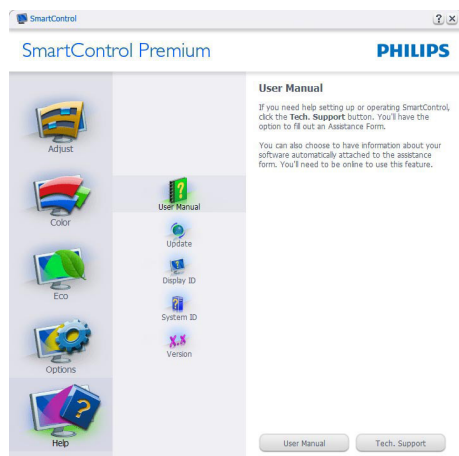 SmartControl
? x
SmartControl Premium
PHILIPS
Adjust
Color
Eco
Options
Help
User Manual
Update
Display ID
System ID
X.X
Version
User Manual
If you need help setting up or operating SmartControl,
click the Tech. Support button. You'll have the
option to fill out an Assistance Form.
You can also choose to have information about your
software automatically attached to the assistance
form. You'll need to be online to use this feature.
User Manual
Tech. Support